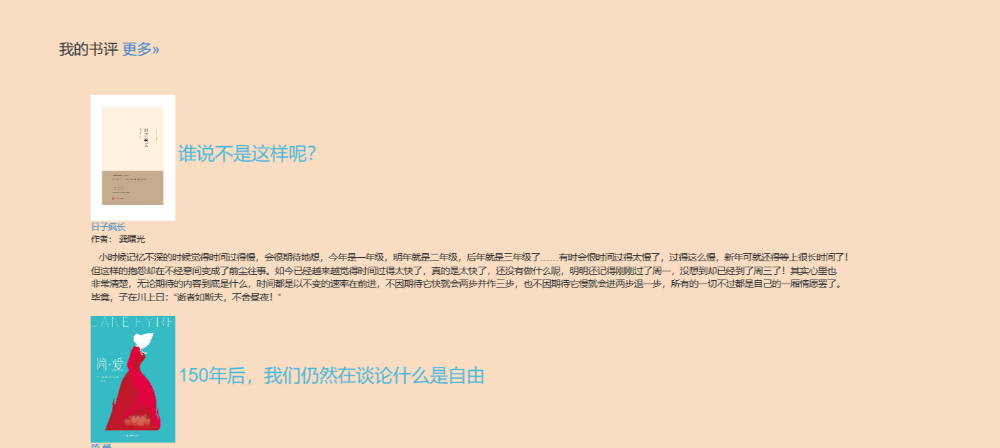 我的书评 更多»
日子疯长
谁说不是这样呢?
日子疯长
作者： 龚曙光
小时候记忆不深的时候觉得时间过得慢，会很期待地想，今年是一年级，明年就是二年级，后年就是三年级了……有时会恨时间过得太慢了，过得这么慢，新年可就还得等上很长时间了！
但这样的抱怨却在不经意间变成了前尘往事。如今已经越来越觉得时间过得太快了，真的是太快了，还没有做什么呢，明明还记得刚刚过了周一，没想到却已经到了周三了！其实心里也
非常清楚，无论期待的内容到底是什么，时间都是以不变的速率在前进，不因期待它快就会两步并作三步，也不因期待它慢就会进两步退一步，所有的一切不过都是自己的一厢情愿罢了。
毕竟，子在川上曰：“逝者如斯夫，不舍昼夜！”
JANE EYRE
简·爱
150年后，我们仍然在谈论什么是自由
简·爱